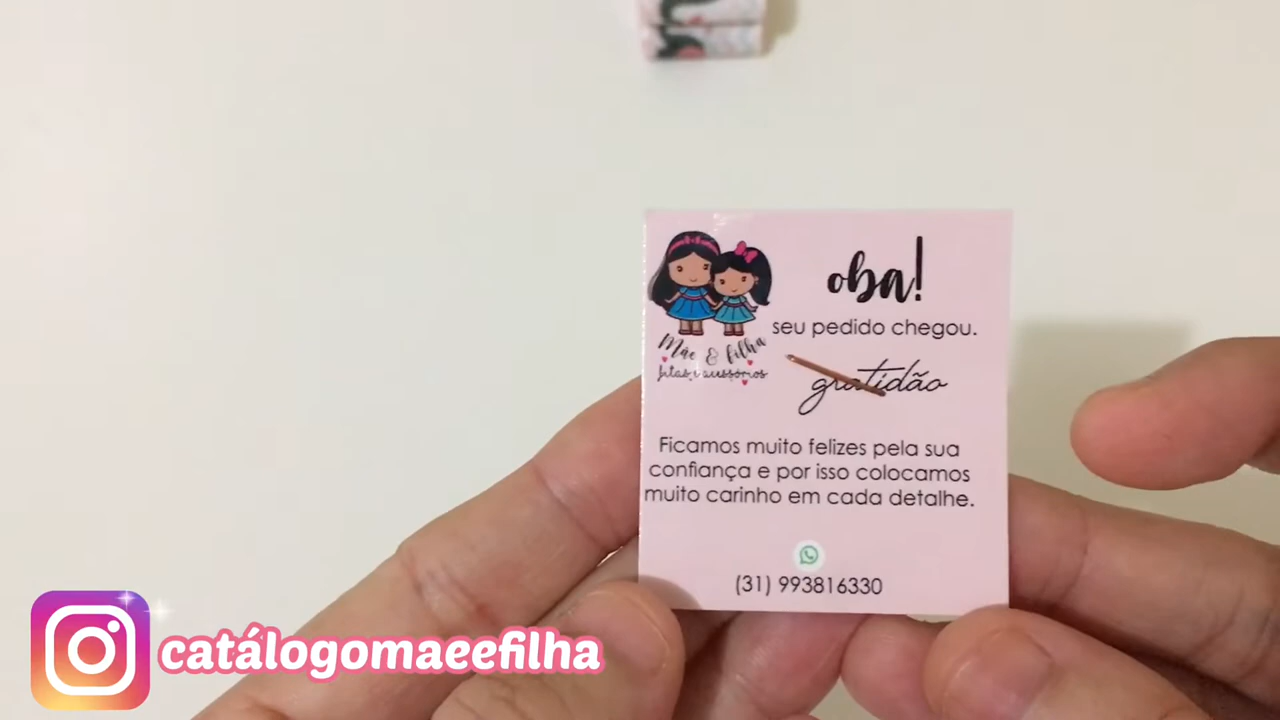 oba!
seu pedido chegou.
Mãe & filha
fitas e acessórios
gratidão
Ficamos muito felizes pela sua
confiança e por isso colocamos
muito carinho em cada detalhe.
(31) 993816330
catálogomaeefilha